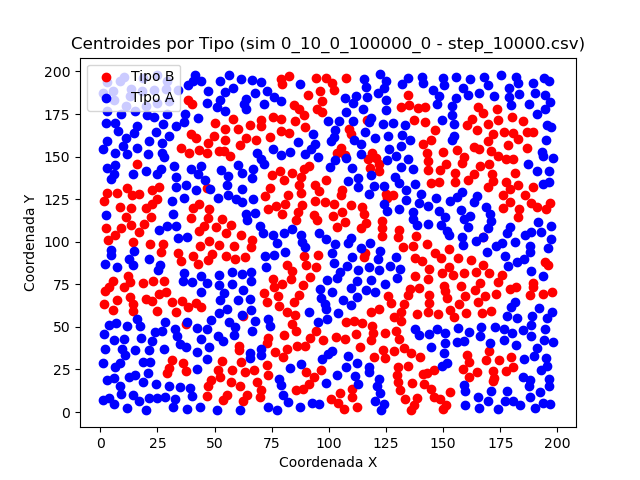 Centroides por Tipo (sim 0_10_0_100000_0 - step_10000.csv)
Tipo B
Tipo A
Coordenada Y
200
175
150
125
100
75
50
25
0
0 25 50 75 100 125 150 175 200
Coordenada X